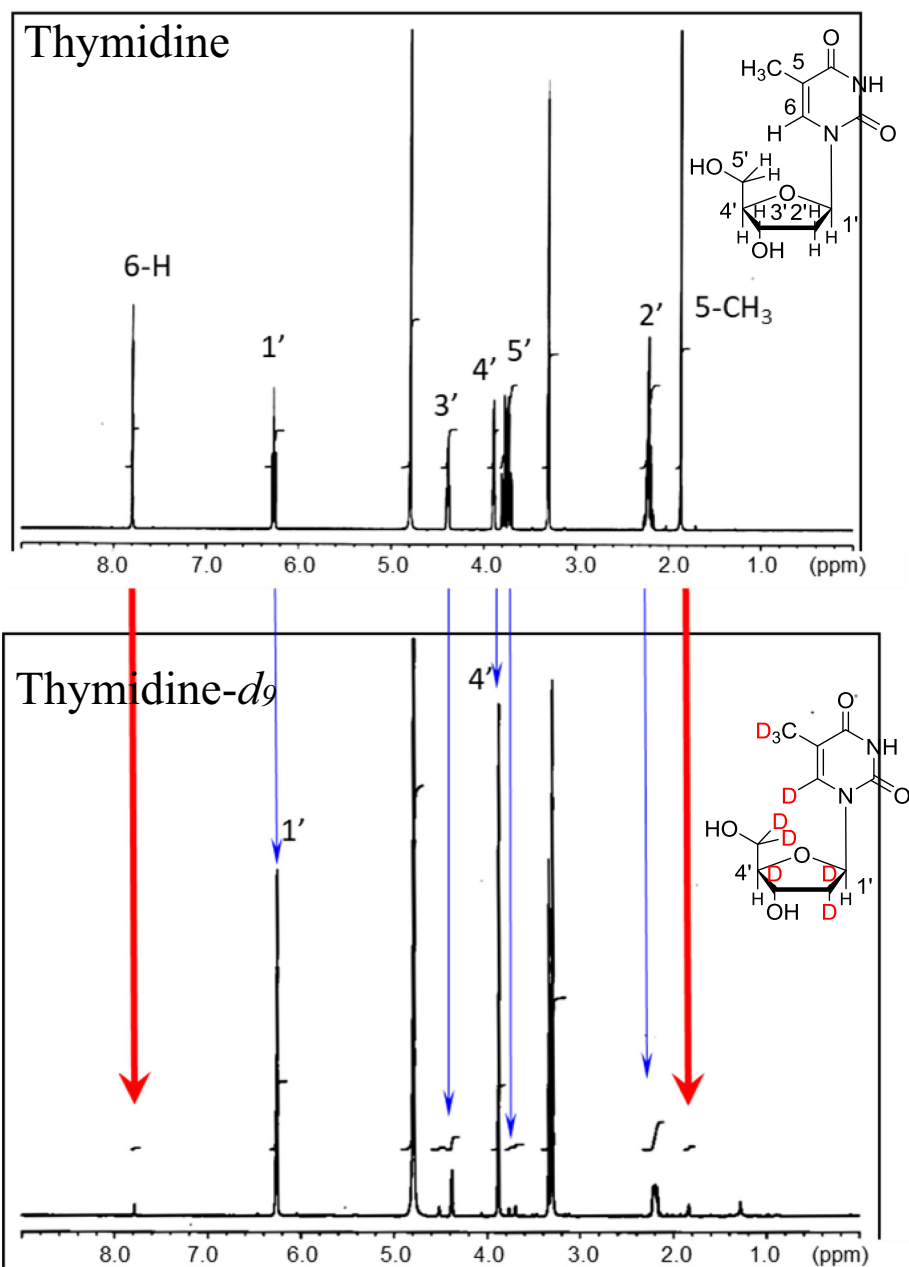 Thymidine
O
H₃C
5
NH
6
H
N
O
5'
HO
H
H
O
4'
H
3'
2'
H
1'
H
H
H
OH
6-H
1’
3’
4’
5’
2’
5-CH₃
8.0 7.0 6.0 5.0 4.0 3.0 2.0 1.0 (ppm)
Thymidine-d₉
4’
1’
O
D₃C
NH
D
N
O
HO
D
D
O
4'
D
D
1'
H
H
OH
D
8.0 7.0 6.0 5.0 4.0 3.0 2.0 1.0 (ppm)